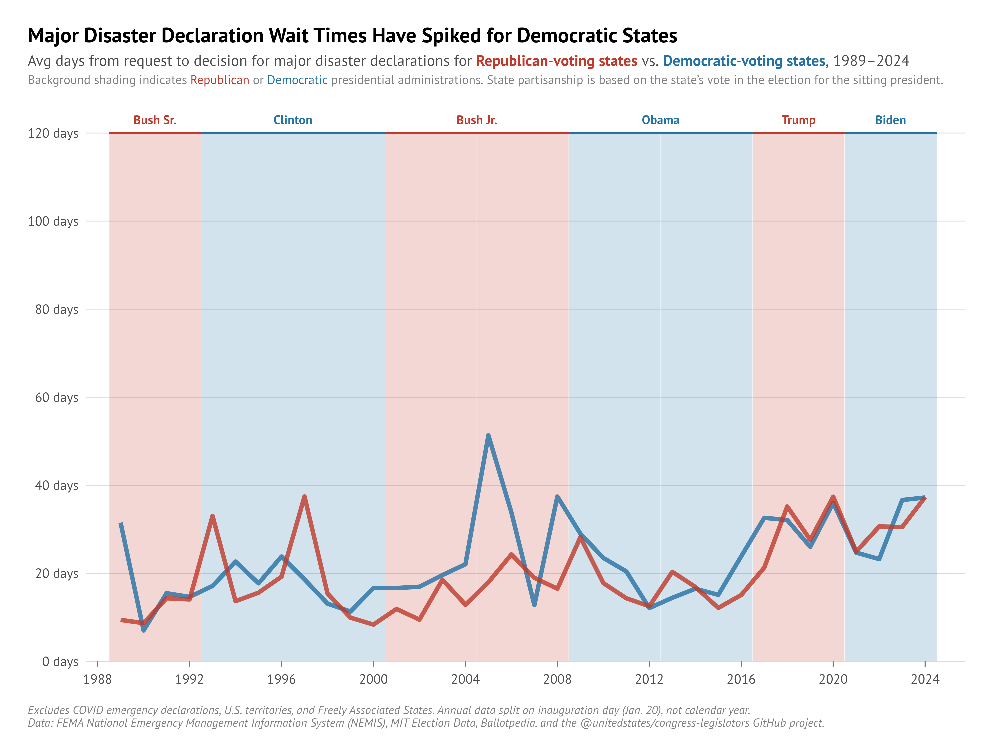 Major Disaster Declaration Wait Times Have Spiked for Democratic States
Avg days from request to decision for major disaster declarations for Republican-voting states vs. Democratic-voting states, 1989–2024
Background shading indicates Republican or Democratic presidential administrations. State partisanship is based on the state’s vote in the election for the sitting president.
Bush Sr. Clinton Bush Jr. Obama Trump Biden
120 days
100 days
80 days
60 days
40 days
20 days
0 days
1988 1992 1996 2000 2004 2008 2012 2016 2020 2024
Excludes COVID emergency declarations, U.S. territories, and Freely Associated States. Annual data split on inauguration day (Jan. 20), not calendar year.
Data: FEMA National Emergency Management Information System (NEMIS), MIT Election Data, Ballotpedia, and the @unitedstates/congress-legislators GitHub project.